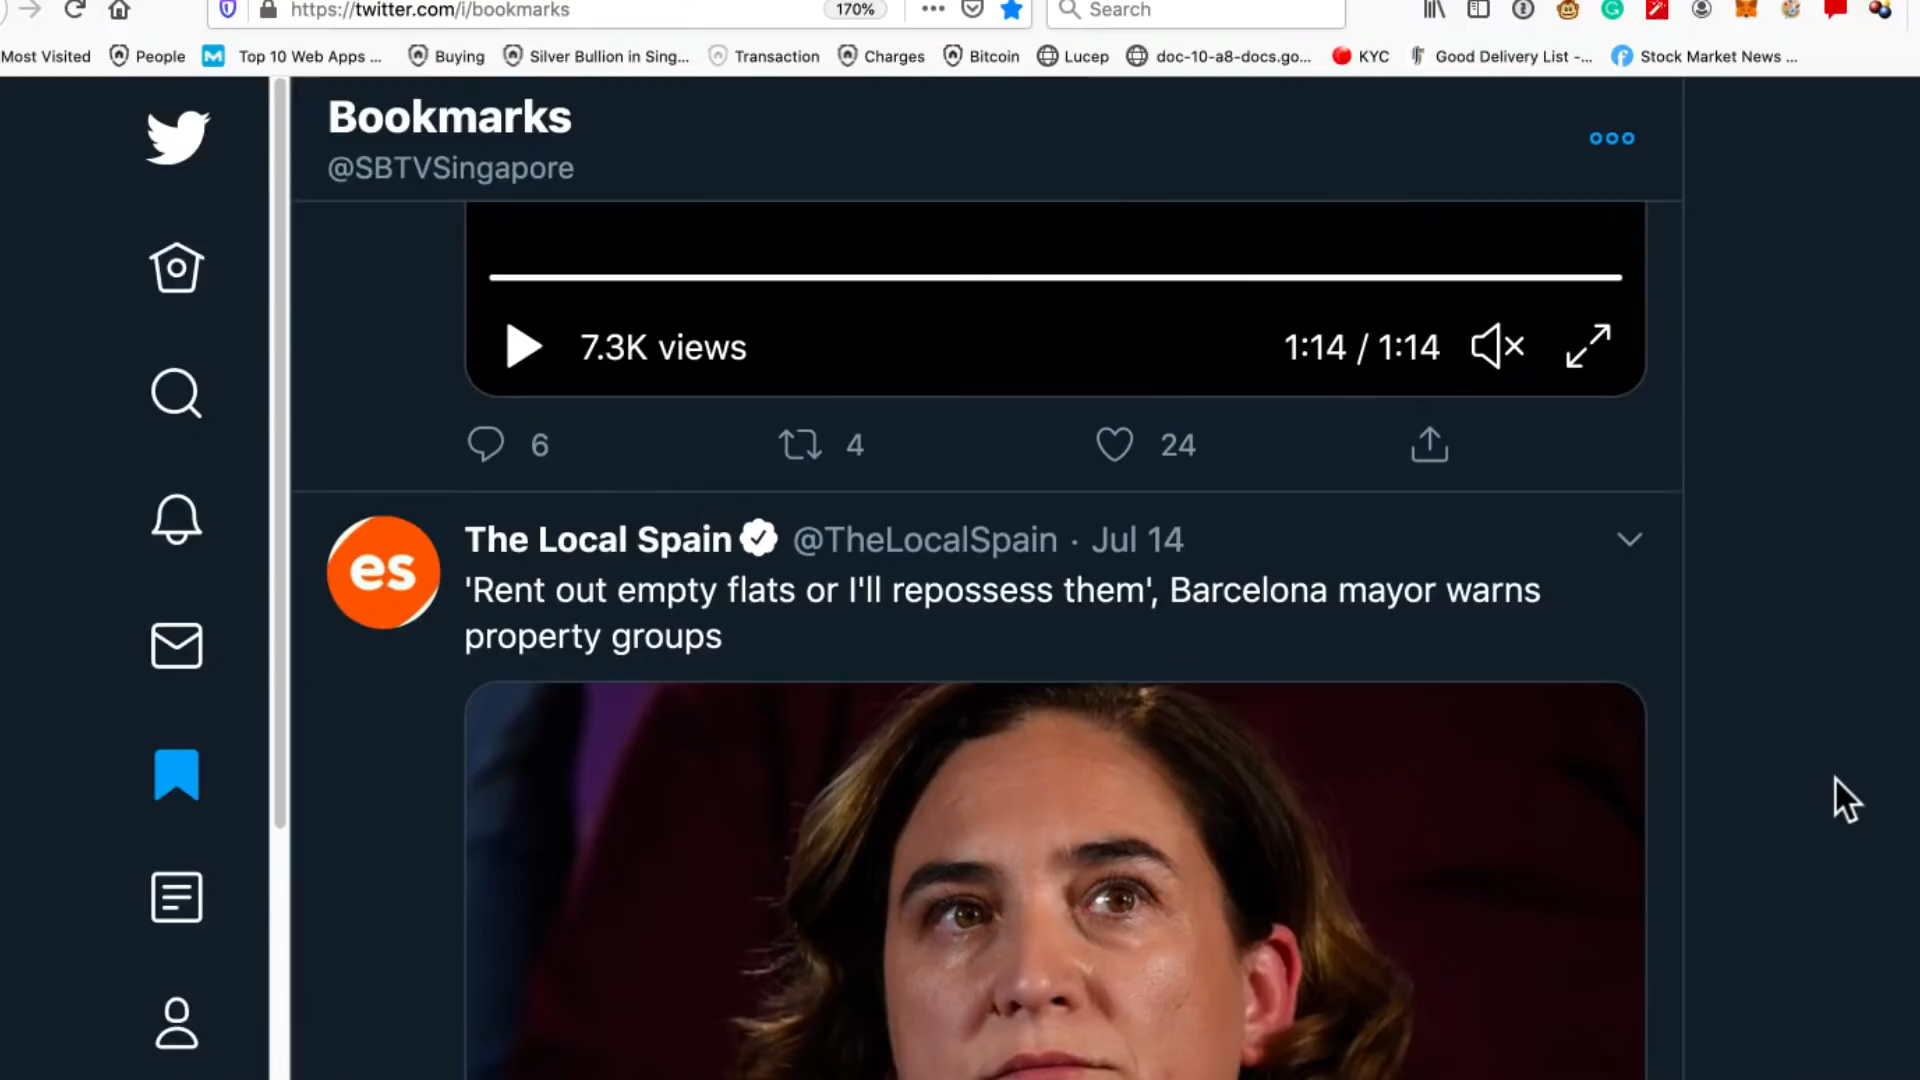 https://twitter.com/i/bookmarks
170%
Search
Most Visited
People
Top 10 Web Apps ...
Buying
Silver Bullion in Sing...
Transaction
Charges
Bitcoin
Lucep
doc-10-a8-docs.go...
KYC
Good Delivery List -...
Stock Market News ...
Bookmarks
@SBTVSingapore
7.3K views
1:14 / 1:14
6
4
24
es
The Local Spain @TheLocalSpain · Jul 14
'Rent out empty flats or I'll repossess them', Barcelona mayor warns
property groups